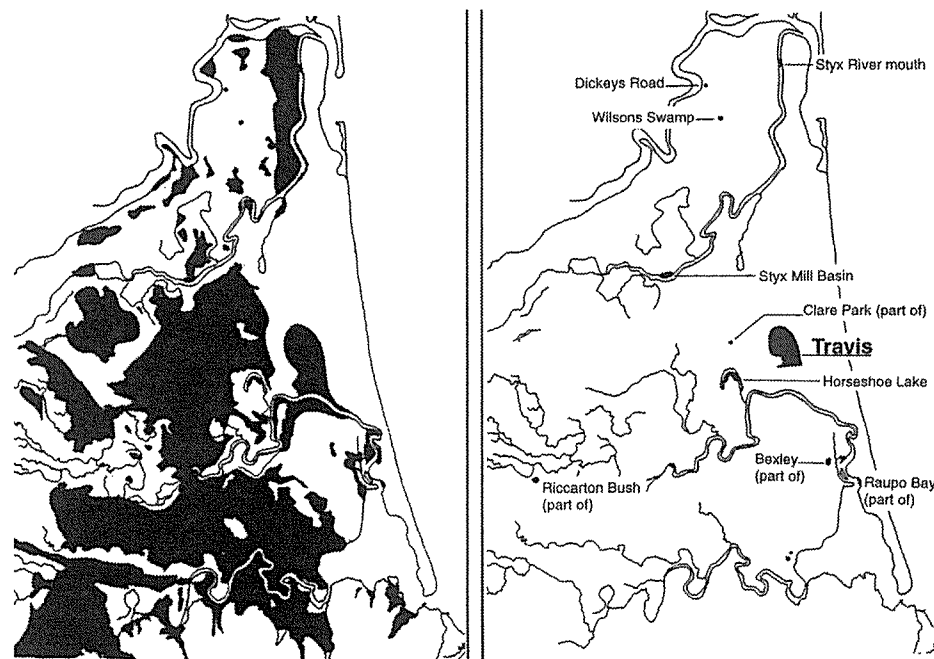 Styx River mouth
Dickeys Road
Wilsons Swamp
Styx Mill Basin
Clare Park (part of)
Travis
Horseshoe Lake
Bexley
(part of)
Raupo Bay
(part of)
Riccarton Bush
(part of)